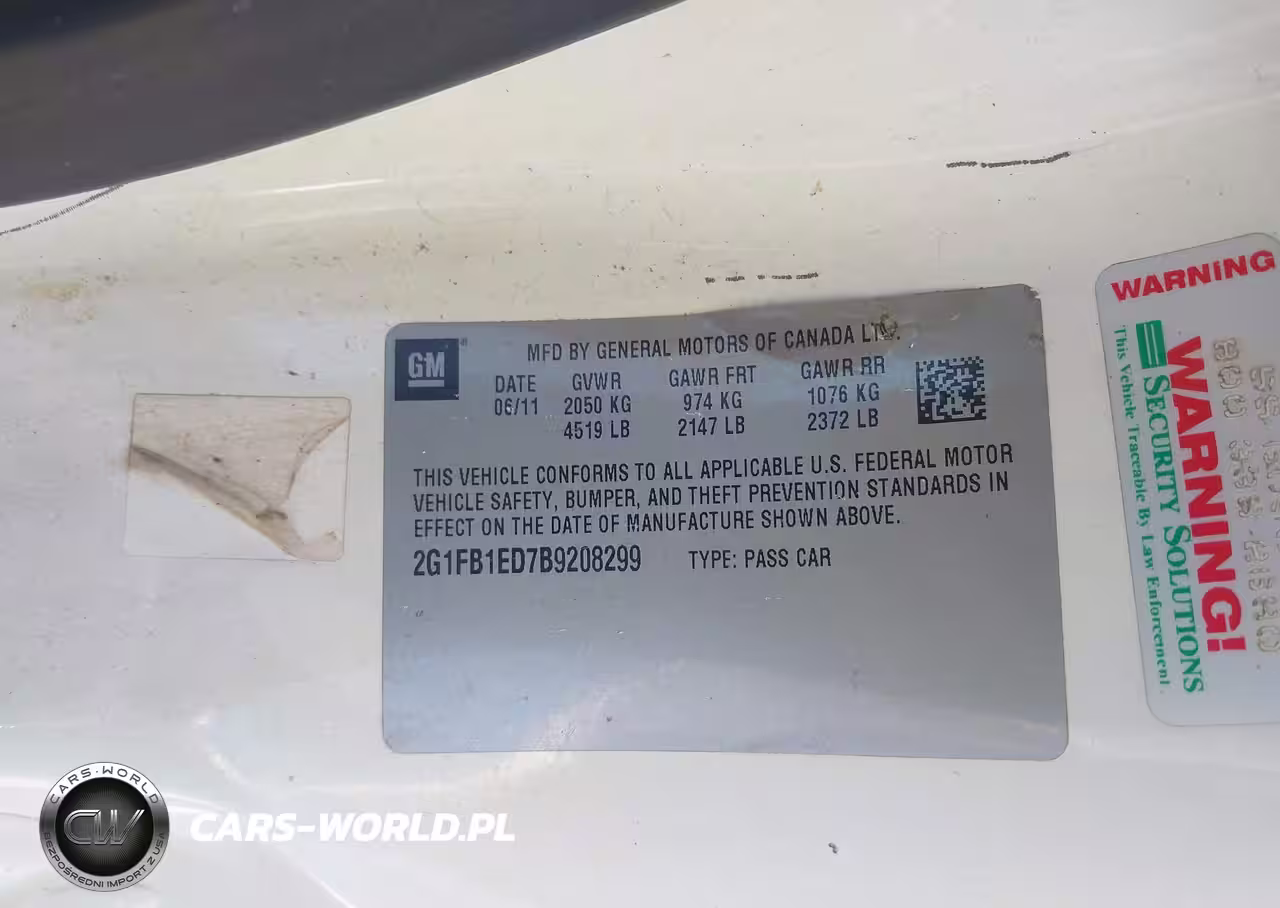 GM
MFD BY GENERAL MOTORS OF CANADA LTD.
DATE GVWR GAWR FRT GAWR RR
06/11 2050 KG 974 KG 1076 KG
4519 LB 2147 LB 2372 LB
THIS VEHICLE CONFORMS TO ALL APPLICABLE U.S. FEDERAL MOTOR
VEHICLE SAFETY, BUMPER, AND THEFT PREVENTION STANDARDS IN
EFFECT ON THE DATE OF MANUFACTURE SHOWN ABOVE.
2G1FB1ED7B9208299 TYPE: PASS CAR
WARNING
WARNING!
SECURITY SOLUTIONS
This Vehicle Traceable By Law Enforcement.
CARS-WORLD
CW
BEZPOŚREDNI IMPORT Z USA
CARS-WORLD.PL